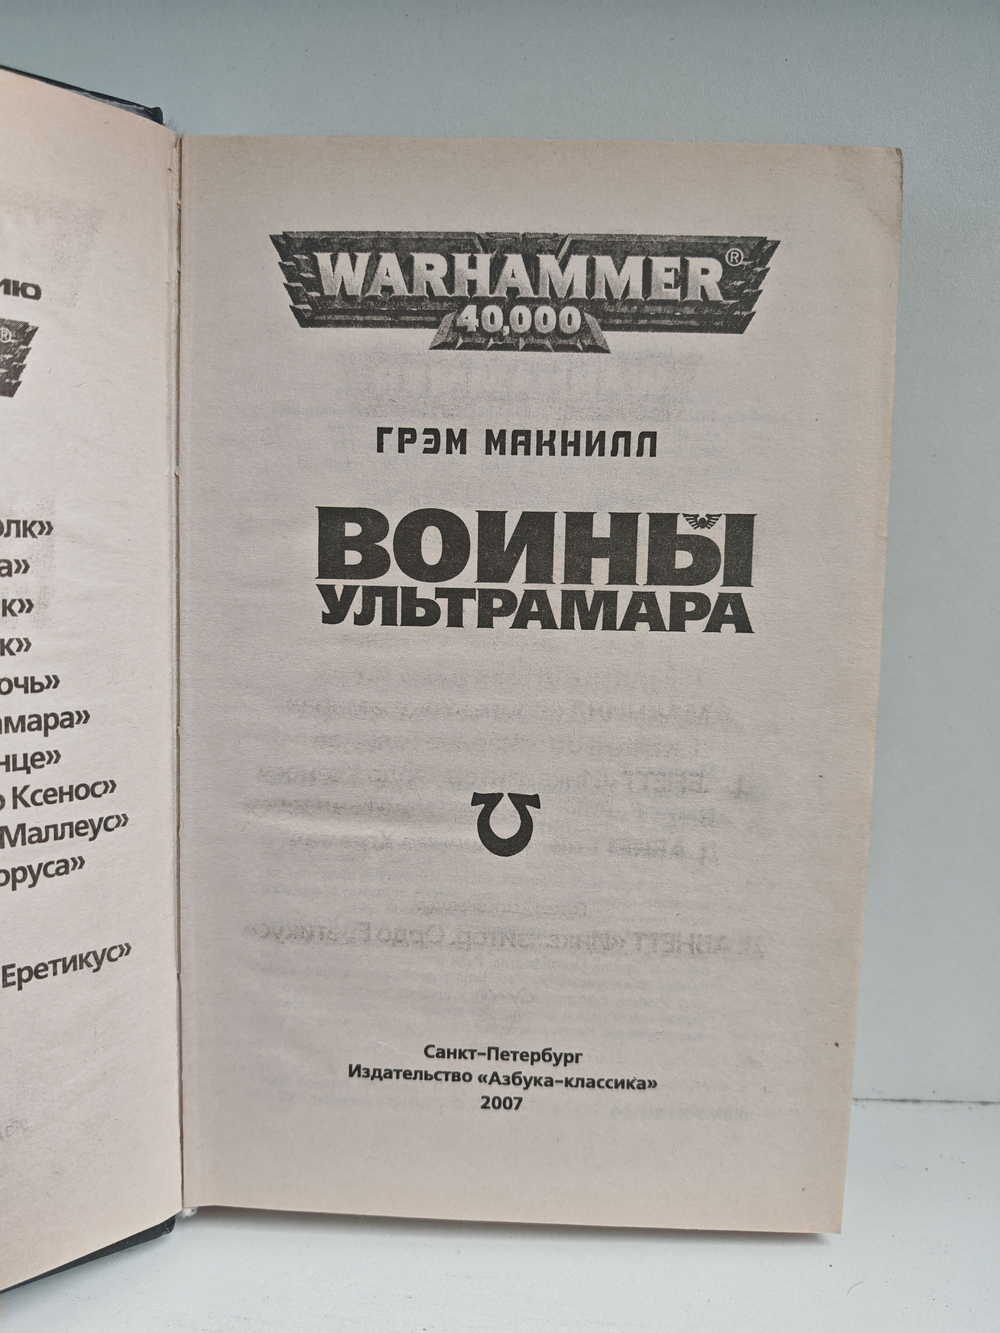 ию
®
олк»
а»
к»
к»
очь»
амара»
нце»
о Ксенос»
Маллеус»
оруса»
Еретикус»
WARHAMMER®
40,000
ГРЭМ МАКНИЛЛ
ВОИНЫ
УЛЬТРАМАРА
Санкт-Петербург
Издательство «Азбука-классика»
2007